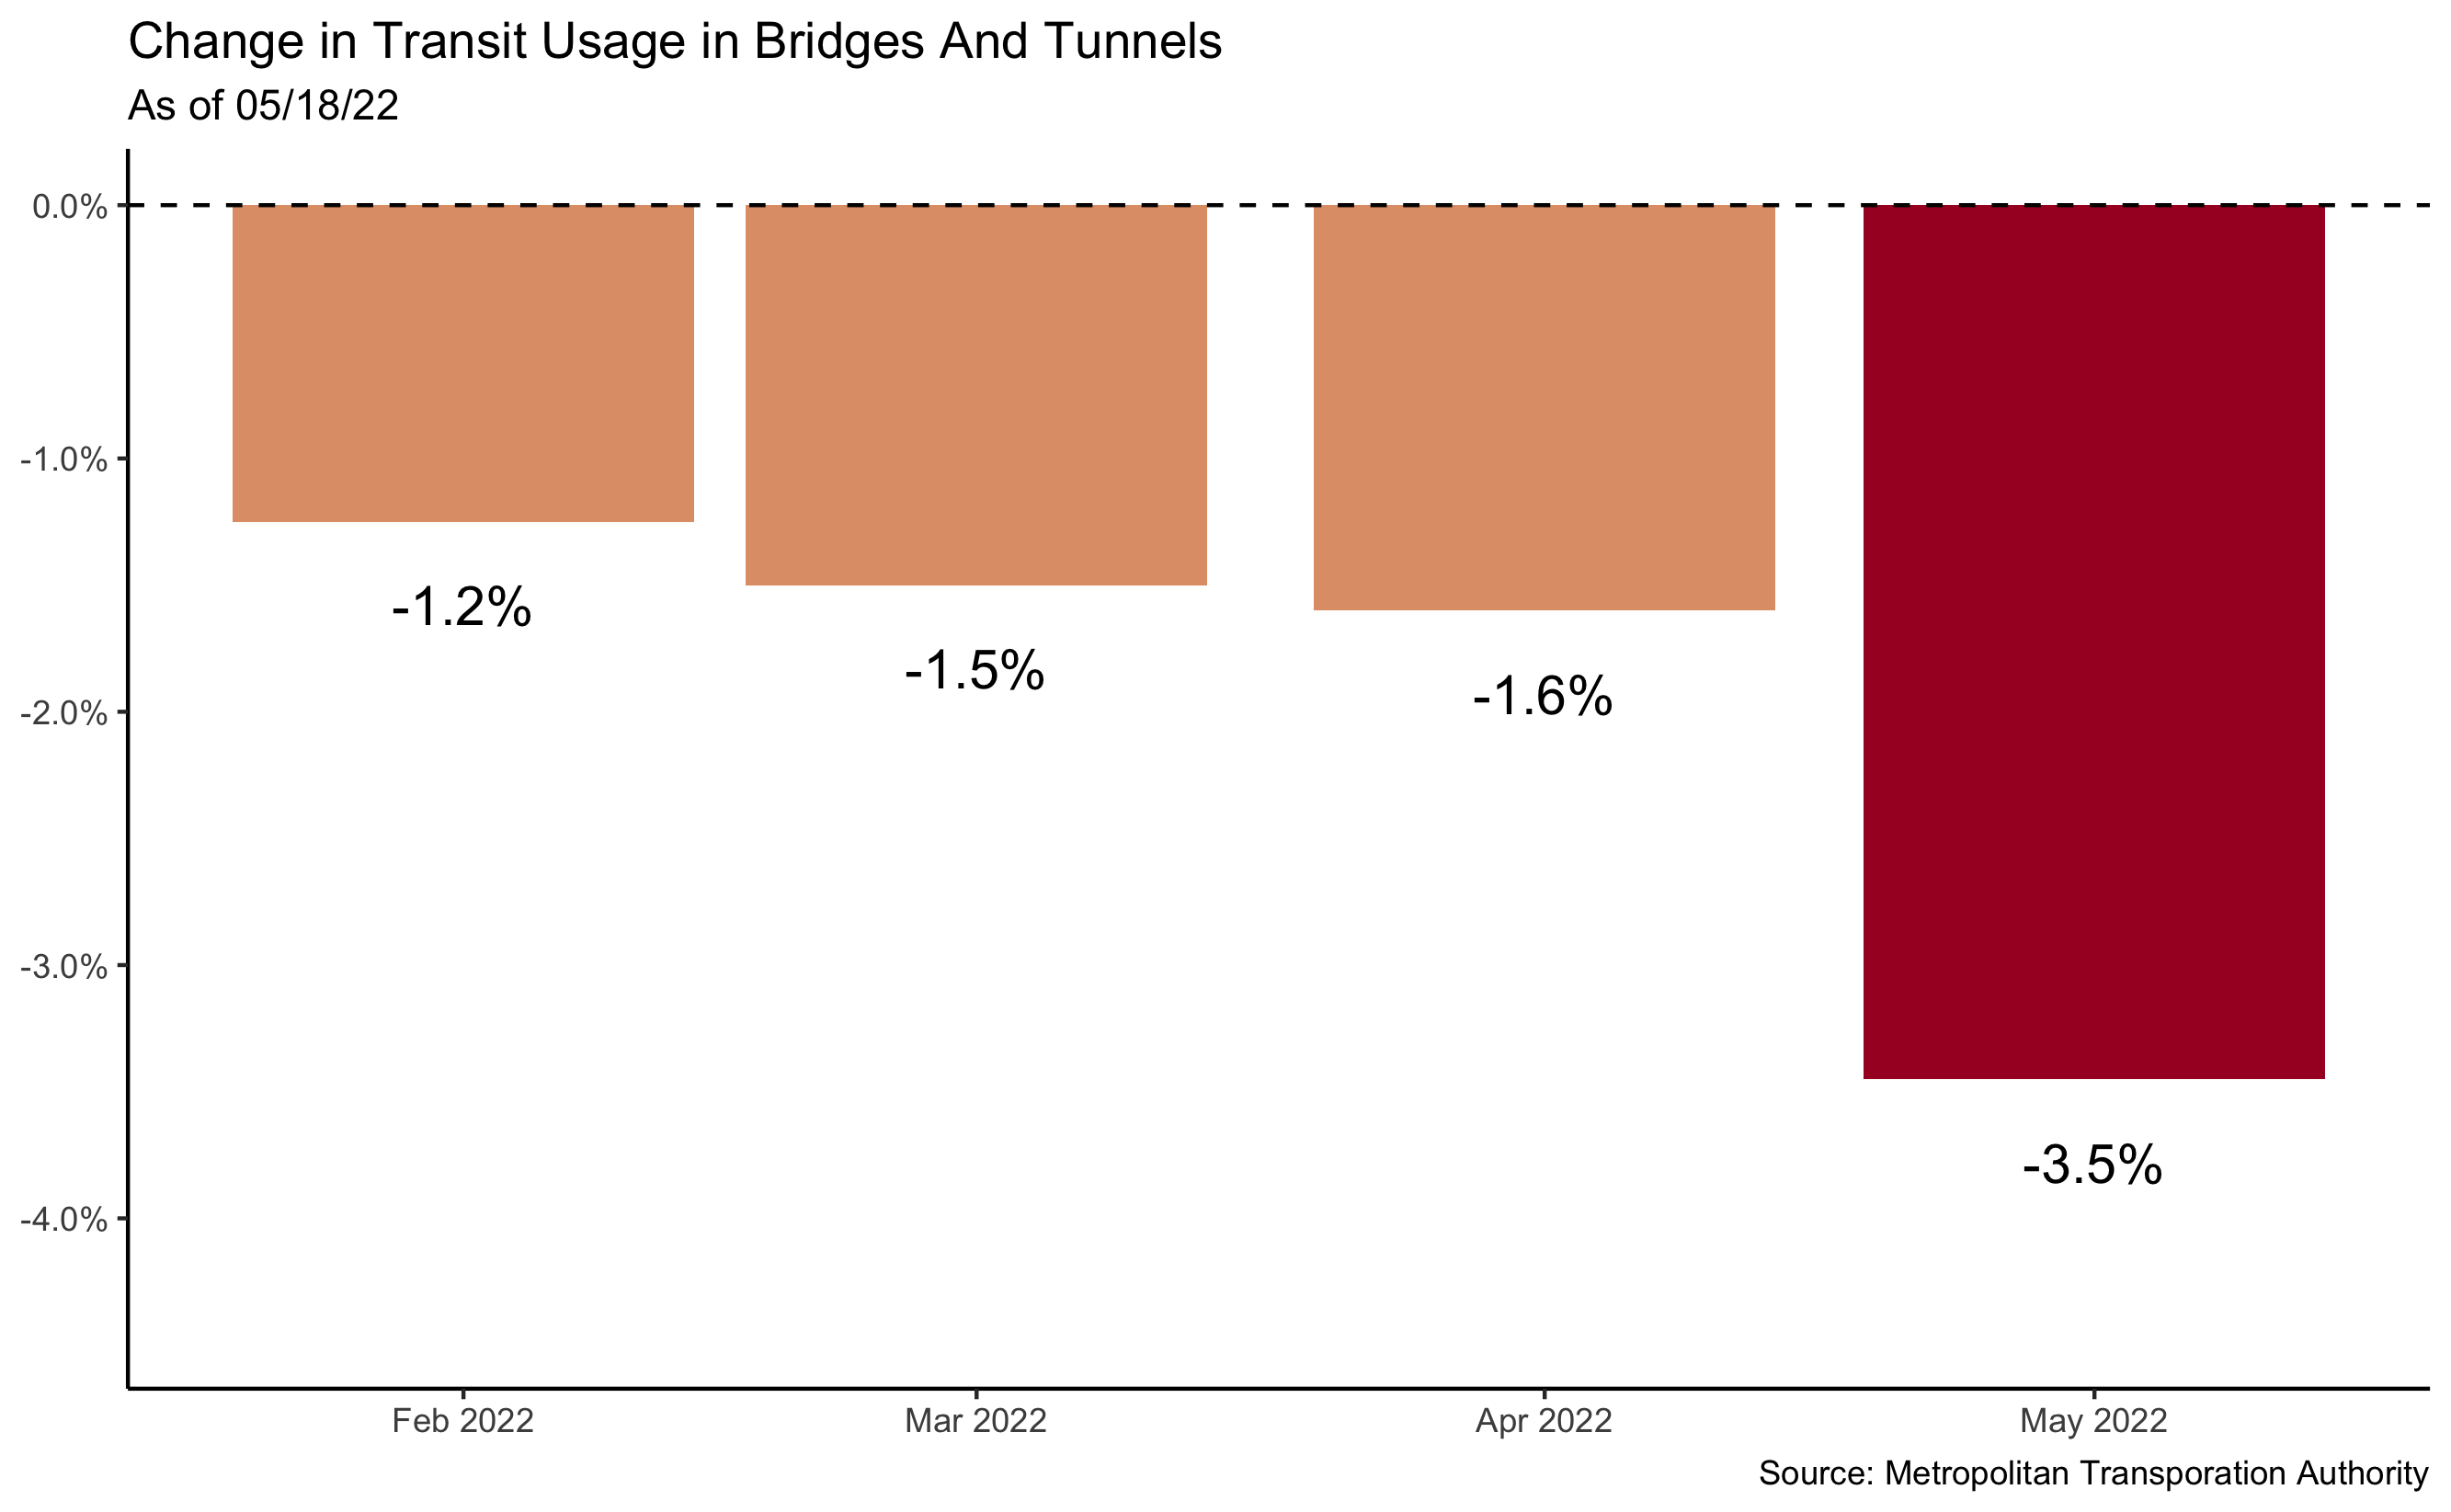 Change in Transit Usage in Bridges And Tunnels
As of 05/18/22
0.0%
-1.0%
-2.0%
-3.0%
-4.0%
-1.2%
-1.5%
-1.6%
-3.5%
Feb 2022
Mar 2022
Apr 2022
May 2022
Source: Metropolitan Transporation Authority